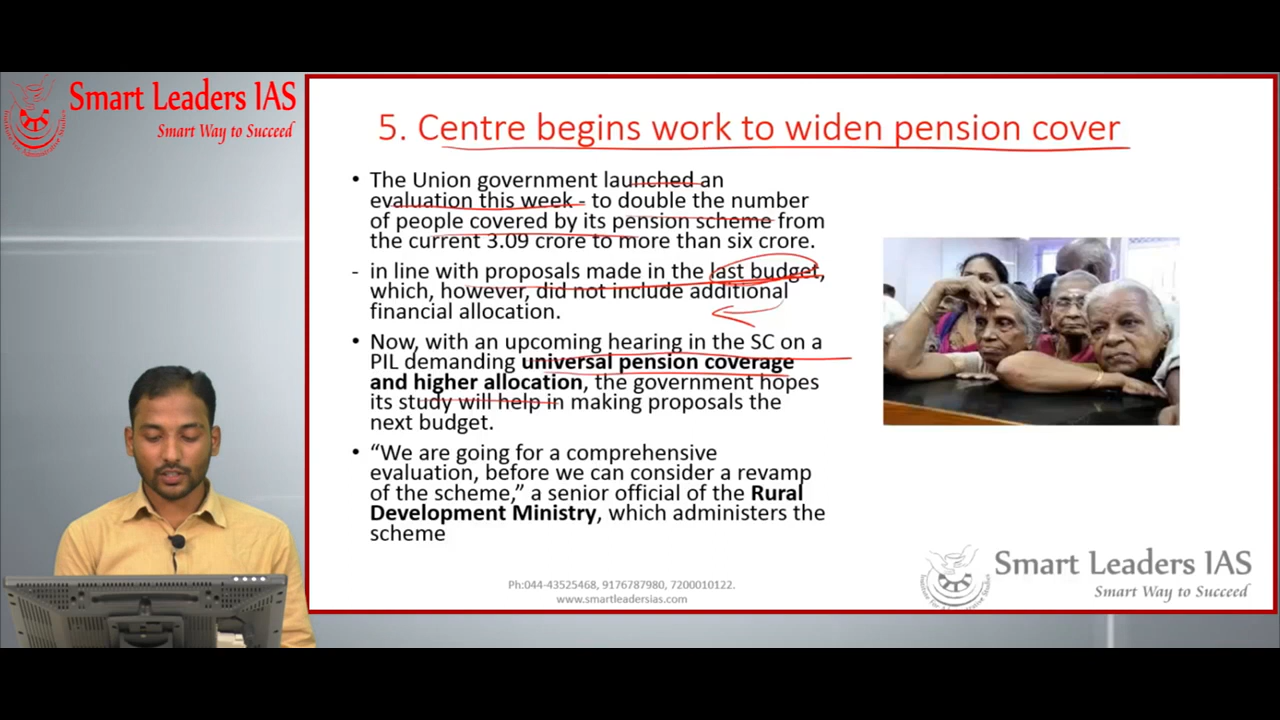 Smart Leaders IAS
Smart Way to Succeed
5. Centre begins work to widen pension cover
• The Union government launched an
evaluation this week - to double the number
of people covered by its pension scheme from
the current 3.09 crore to more than six crore.
- in line with proposals made in the last budget,
which, however, did not include additional
financial allocation.
• Now, with an upcoming hearing in the SC on a
PIL demanding universal pension coverage
and higher allocation, the government hopes
its study will help in making proposals the
next budget.
• “We are going for a comprehensive
evaluation, before we can consider a revamp
of the scheme,” a senior official of the Rural
Development Ministry, which administers the
scheme
Ph:044-43525468, 9176787980, 7200010122.
www.smartleadersias.com
Smart Leaders IAS
Smart Way to Succeed